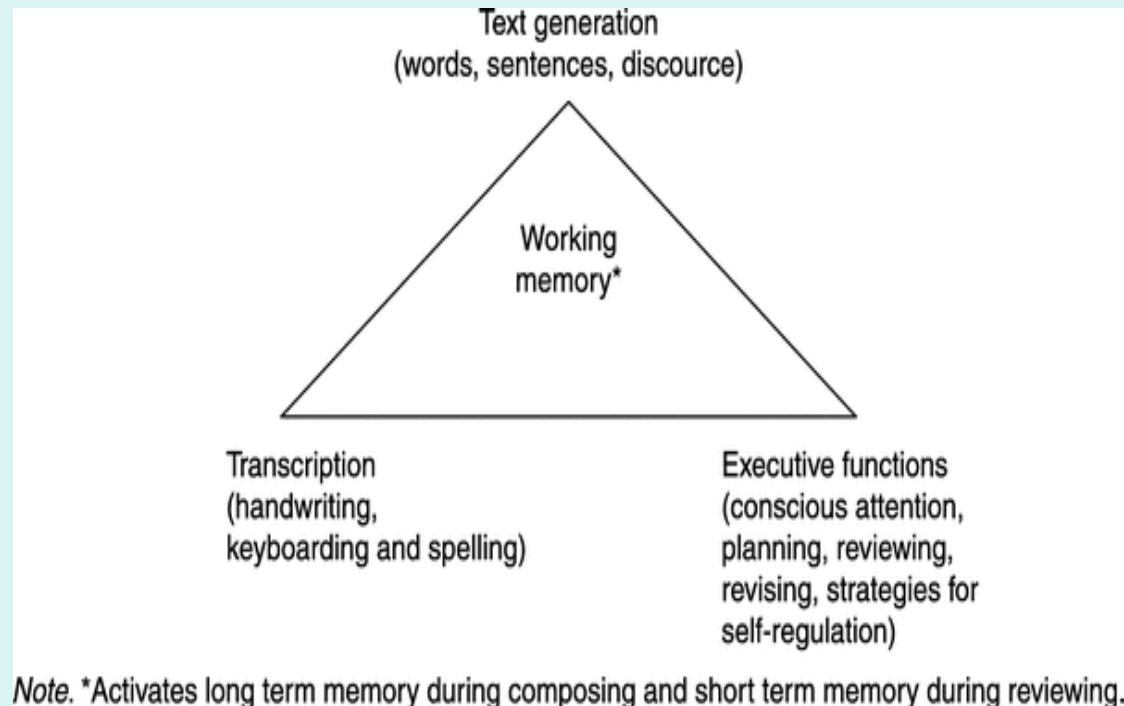 Text generation
(words, sentences, discource)
Working
memory*
Transcription
(handwriting,
keyboarding and spelling)
Executive functions
(conscious attention,
planning, reviewing,
revising, strategies for
self-regulation)
Note. *Activates long term memory during composing and short term memory during reviewing.